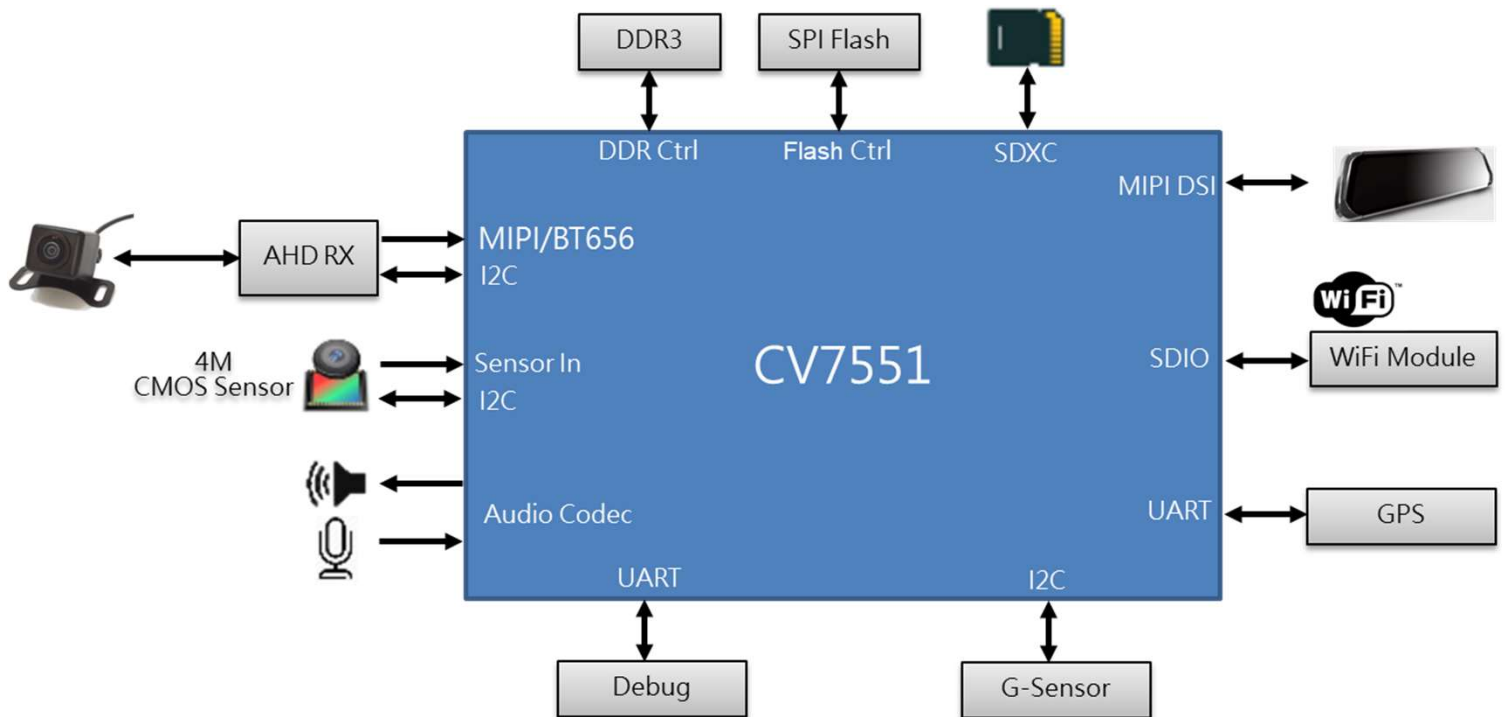 DDR3
SPI Flash
DDR Ctrl
Flash Ctrl
SDXC
MIPI DSI
AHD RX
MIPI/BT656
I2C
WiFi™
4M
CMOS Sensor
Sensor In
I2C
CV7551
SDIO
WiFi Module
Audio Codec
UART
GPS
UART
I2C
Debug
G-Sensor